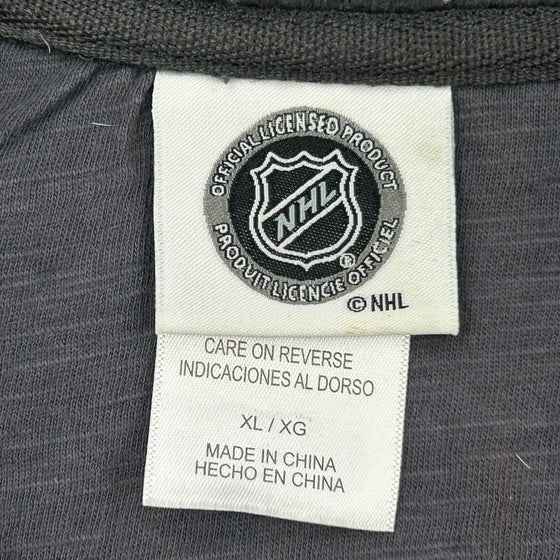 OFFICIAL LICENSED PRODUCT
NHL
®
PRODUIT LICENCIE OFFICIEL
© NHL
CARE ON REVERSE
INDICACIONES AL DORSO
XL / XG
MADE IN CHINA
HECHO EN CHINA